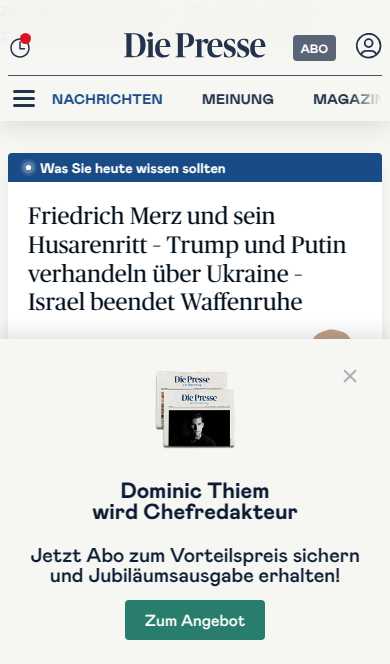 Die Presse
ABO
NACHRICHTEN MEINUNG MAGAZIN
Was Sie heute wissen sollten
Friedrich Merz und sein
Husarenritt – Trump und Putin
verhandeln über Ukraine –
Israel beendet Waffenruhe
Die Presse
Die Presse
Dominic Thiem
wird Chefredakteur
Jetzt Abo zum Vorteilspreis sichern
und Jubiläumsausgabe erhalten!
Zum Angebot